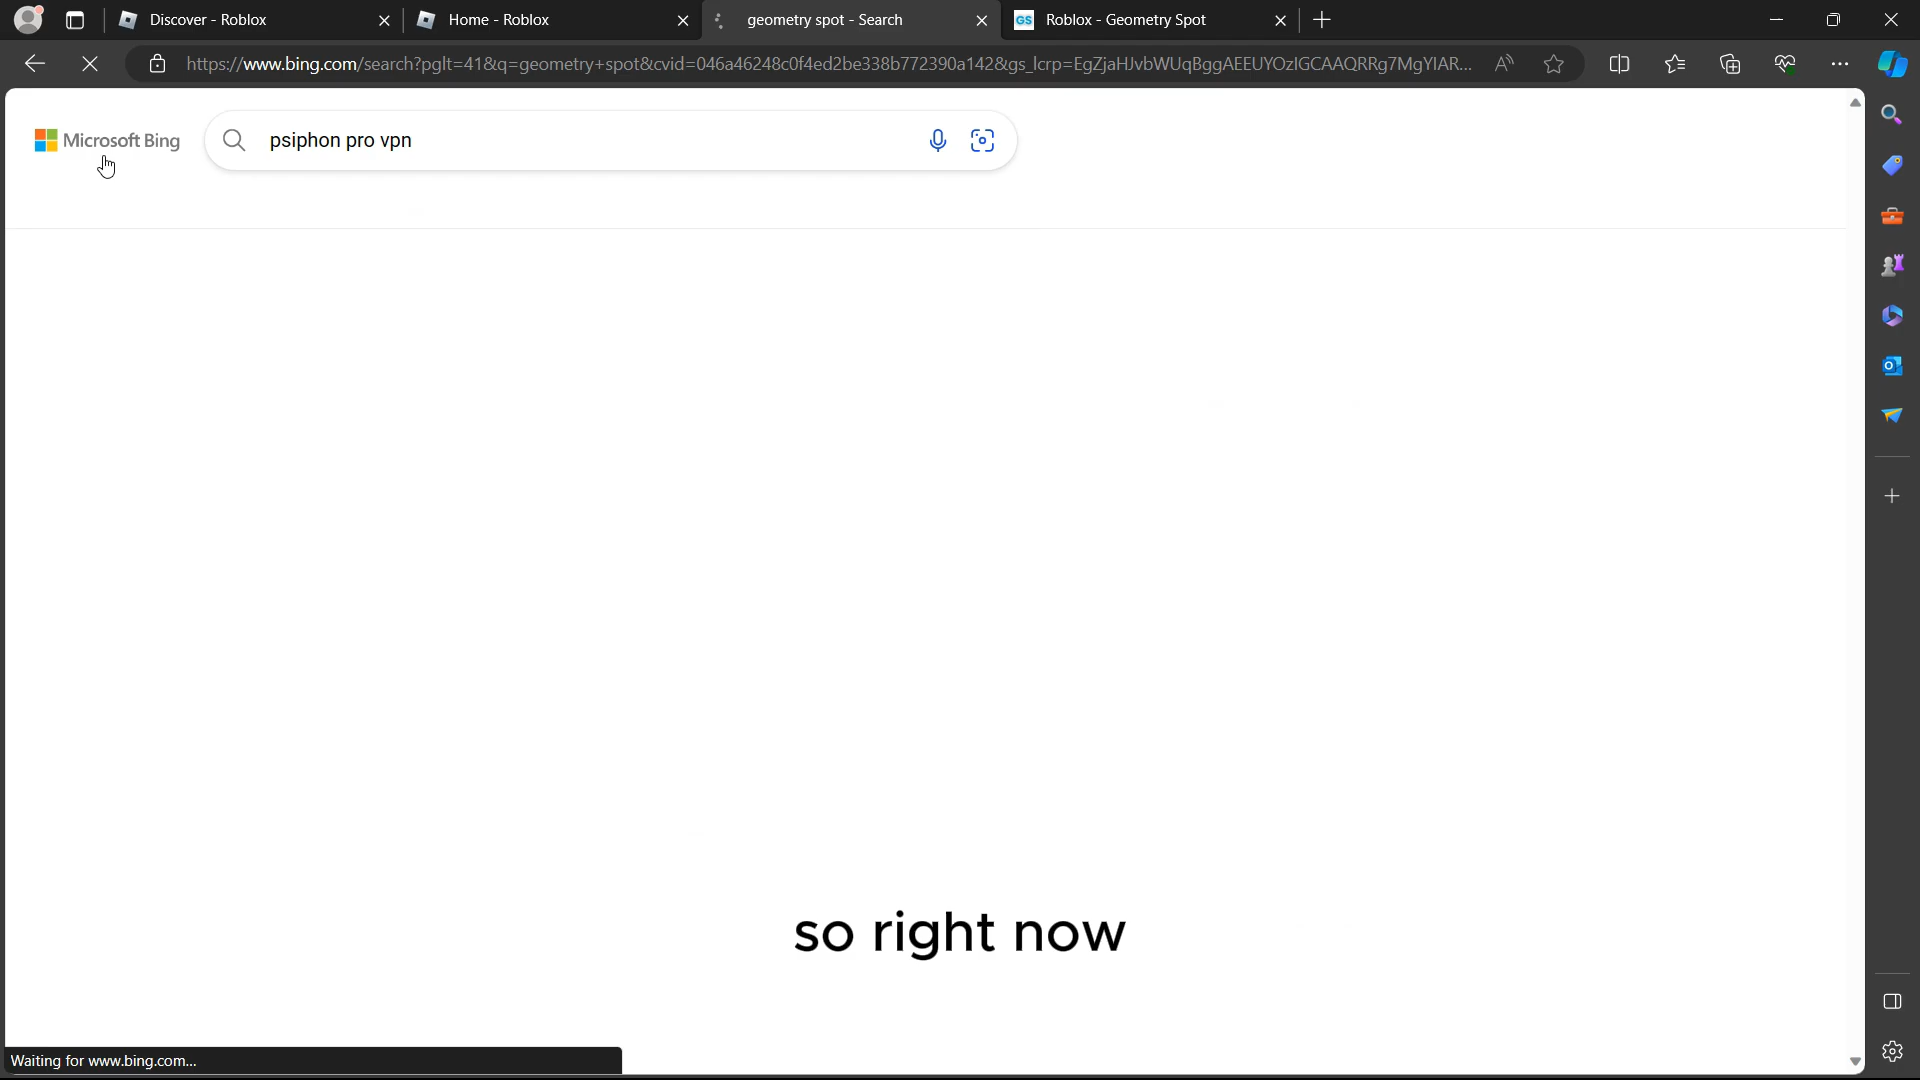 Discover - Roblox
Home - Roblox
geometry spot - Search
GS Roblox - Geometry Spot
https://www.bing.com/search?pglt=41&q=geometry+spot&cvid=046a46248c0f4ed2be338b772390a142&gs_lcrp=EgZjaHJvbWUqBggAEEUYOzIGCAAQRRg7MgYIAR...
Microsoft Bing
psiphon pro vpn
so right now
Waiting for www.bing.com...